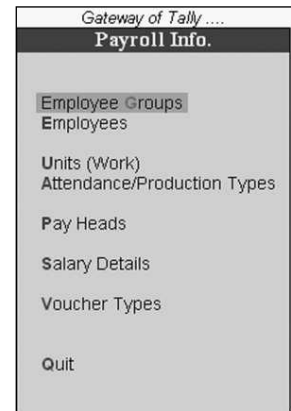 Gateway of Tally ....
Payroll Info.
Employee Groups
Employees
Units (Work)
Attendance/Production Types
Pay Heads
Salary Details
Voucher Types
Quit